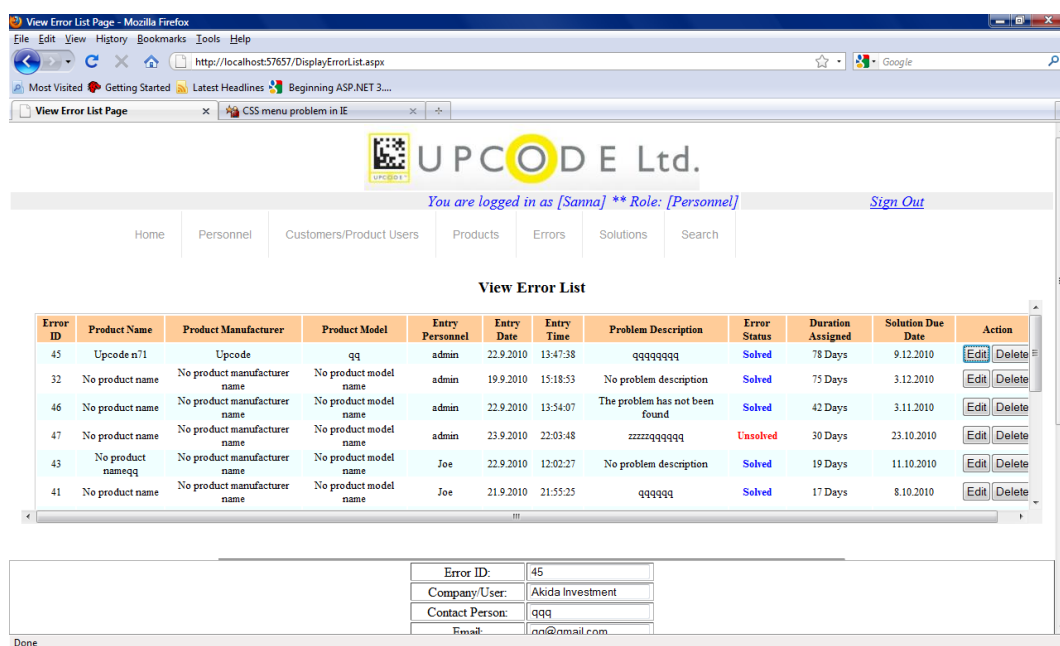 View Error List Page - Mozilla Firefox
File Edit View History Bookmarks Tools Help
http://localhost:57657/DisplayErrorList.aspx
Google
Most Visited Getting Started Latest Headlines Beginning ASP.NET 3....
View Error List Page CSS menu problem in IE
UPCODE
UPCODE Ltd.
You are logged in as [Sanna] ** Role: [Personnel] Sign Out
Home Personnel Customers/Product Users Products Errors Solutions Search
View Error List
Error ID Product Name Product Manufacturer Product Model Entry Personnel Entry Date Entry Time Problem Description Error Status Duration Assigned Solution Due Date Action
45 Upcode n71 Upcode qq admin 22.9.2010 13:47:38 qqqqqqqq Solved 78 Days 9.12.2010 Edit Delete
32 No product name No product manufacturer name No product model name admin 19.9.2010 15:18:53 No problem description Solved 75 Days 3.12.2010 Edit Delete
46 No product name No product manufacturer name No product model name admin 22.9.2010 13:54:07 The problem has not been found Solved 42 Days 3.11.2010 Edit Delete
47 No product name No product manufacturer name No product model name admin 23.9.2010 22:03:48 zzzzzqqqqqq Unsolved 30 Days 23.10.2010 Edit Delete
43 No product nameqq No product manufacturer name No product model name Joe 22.9.2010 12:02:27 No problem description Solved 19 Days 11.10.2010 Edit Delete
41 No product name No product manufacturer name No product model name Joe 21.9.2010 21:55:25 qqqqqq Solved 17 Days 8.10.2010 Edit Delete
Error ID: 45
Company/User: Akida Investment
Contact Person: qqq
Email: qq@gmail.com
Done